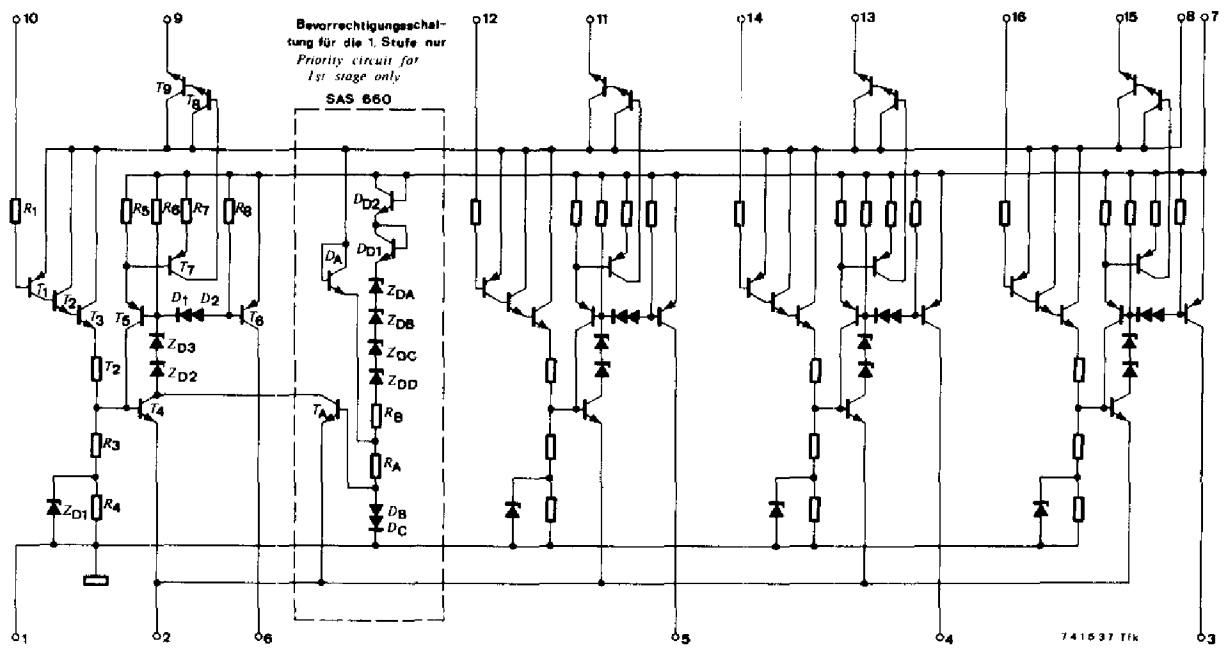 10
9
Bevorrechtigungsschal-
tung für die 1. Stufe nur
Priority circuit for
1st stage only
SAS 660
12
11
14
13
16
15
8
7
T9
T8
R1
R5
R6
R7
R8
DD2
DD1
DA
T1
T2
T3
T7
T5
D1
D2
T6
ZDA
ZDB
ZDC
ZDD
ZD3
ZD2
T2
T4
TA
RB
R3
RA
ZD1
R4
DB
DC
1
2
6
5
4
741537 Tfk
3